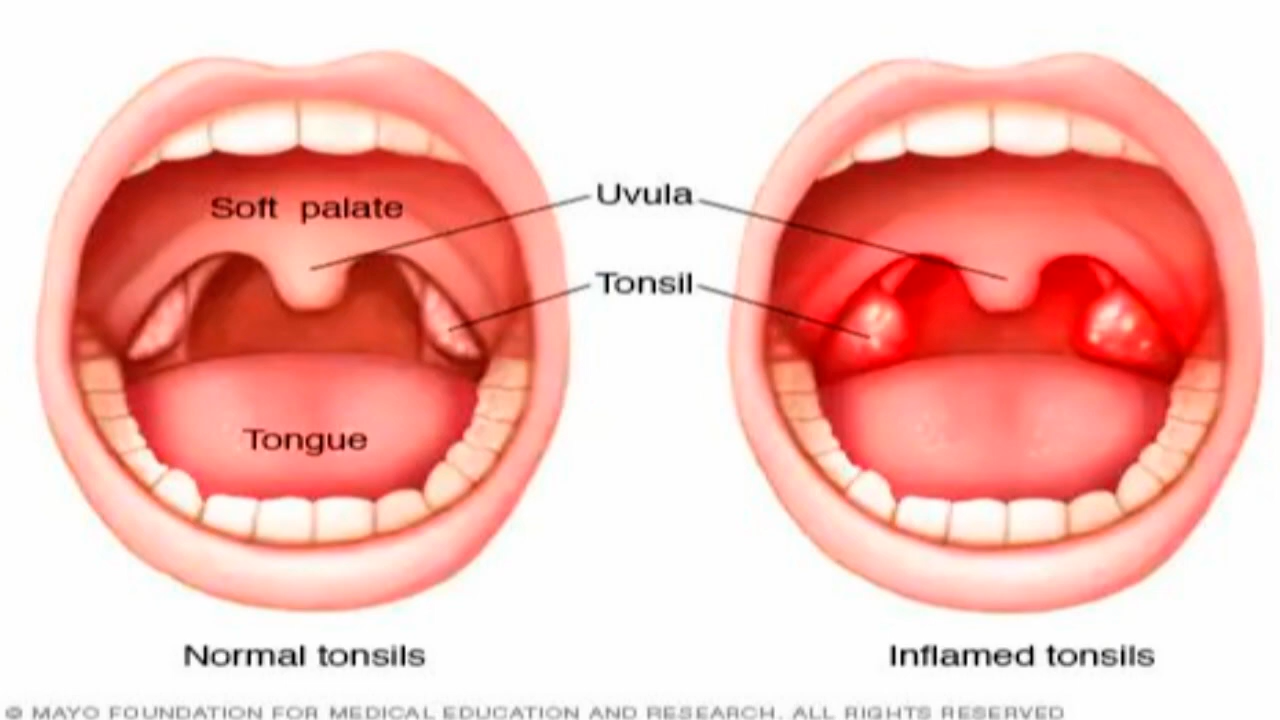 Soft palate
Uvula
Tonsil
Tongue
Normal tonsils
Inflamed tonsils
© MAYO FOUNDATION FOR MEDICAL EDUCATION AND RESEARCH. ALL RIGHTS RESERVED